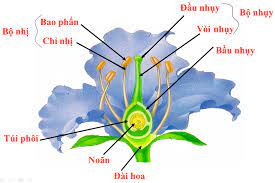 Bộ nhị
Bao phấn
Chỉ nhị
Đầu nhụy
Vòi nhụy
Bầu nhụy
Bộ nhụy
Túi phôi
Noãn
Đài hoa